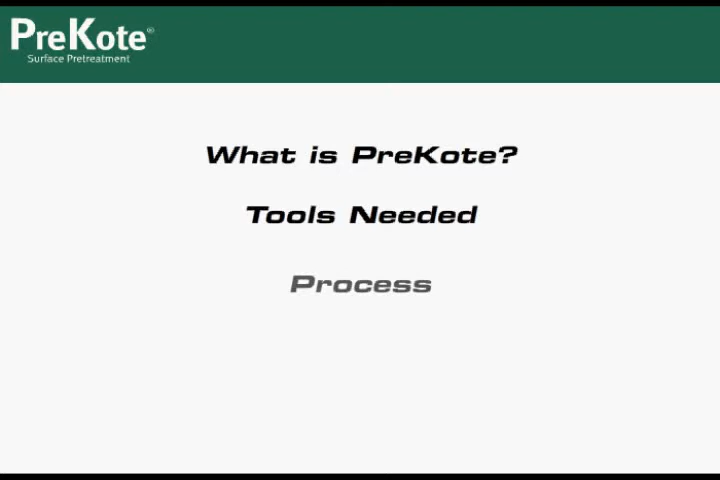 PreKote®
Surface Pretreatment
What is PreKote?
Tools Needed
Process